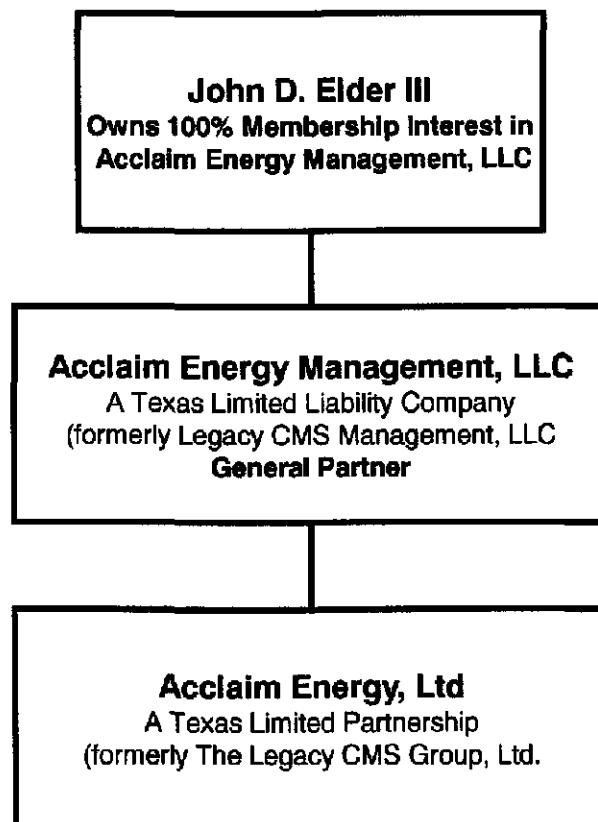 John D. Elder III
Owns 100% Membership Interest in
Acclaim Energy Management, LLC
Acclaim Energy Management, LLC
A Texas Limited Liability Company
(formerly Legacy CMS Management, LLC
General Partner
Acclaim Energy, Ltd
A Texas Limited Partnership
(formerly The Legacy CMS Group, Ltd.